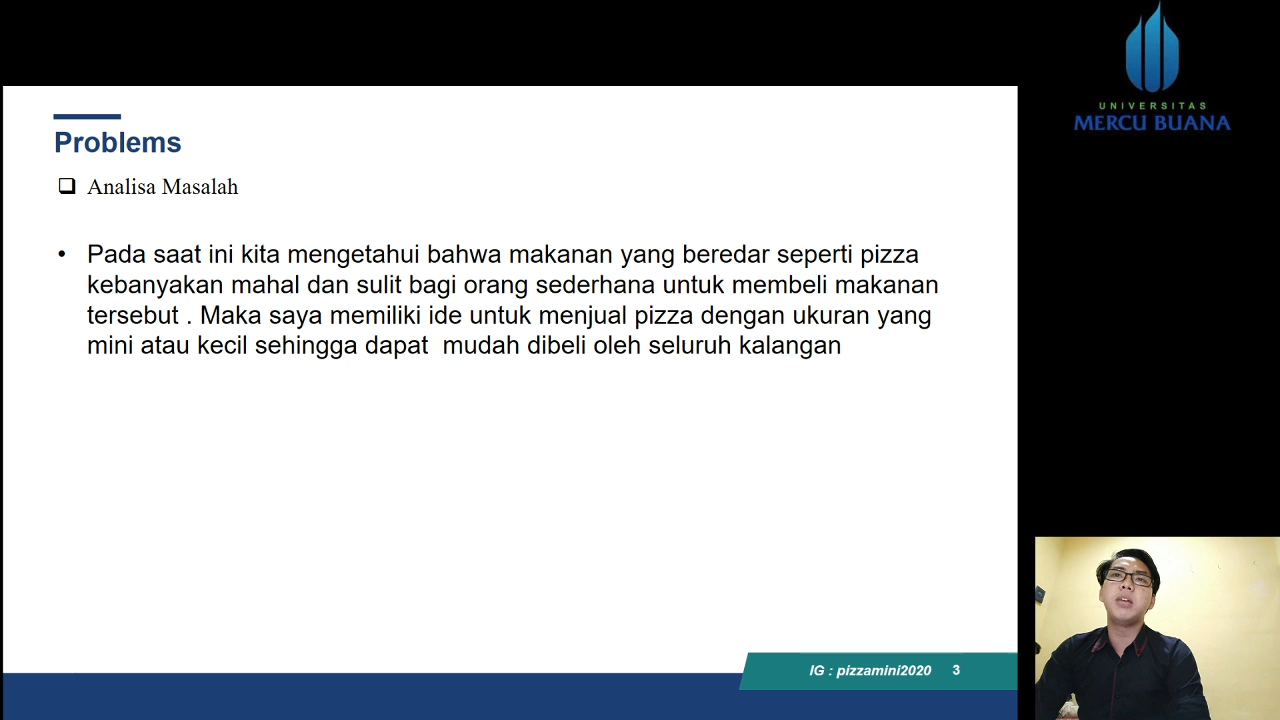 UNIVERSITAS
MERCU BUANA
Problems
Analisa Masalah
• Pada saat ini kita mengetahui bahwa makanan yang beredar seperti pizza
kebanyakan mahal dan sulit bagi orang sederhana untuk membeli makanan
tersebut . Maka saya memiliki ide untuk menjual pizza dengan ukuran yang
mini atau kecil sehingga dapat  mudah dibeli oleh seluruh kalangan
IG : pizzamini2020 3